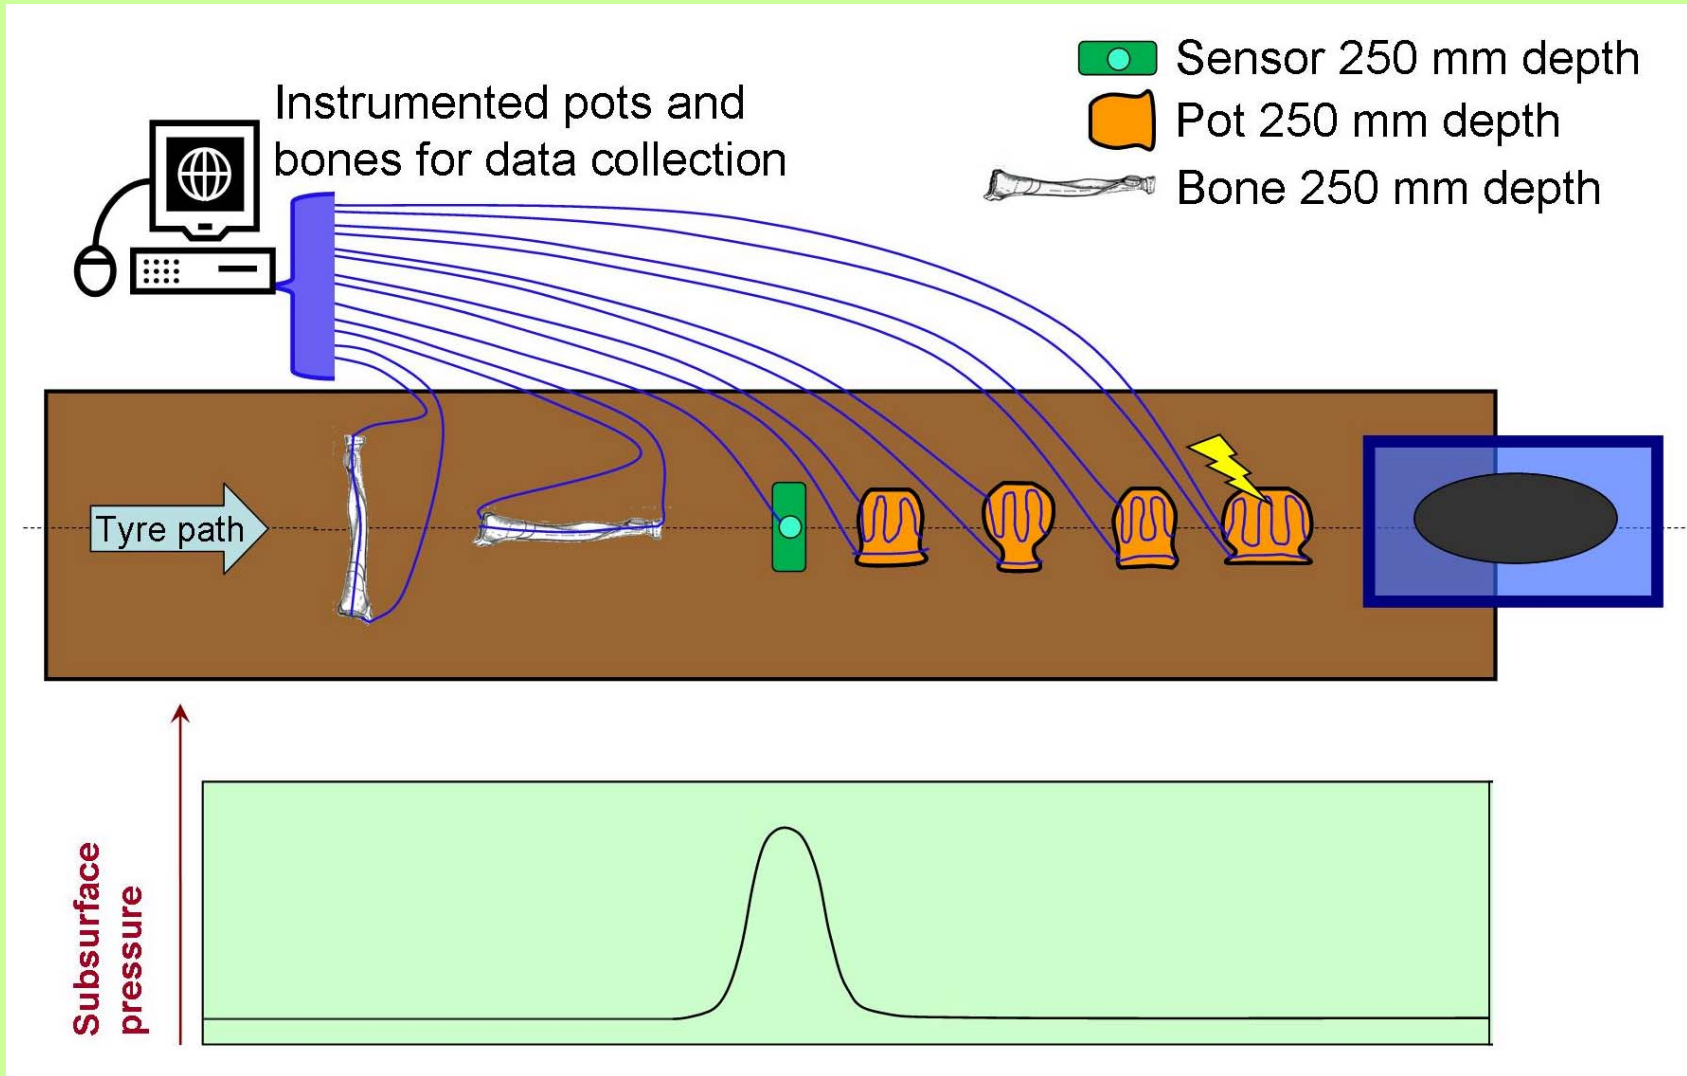 Instrumented pots and
bones for data collection
Sensor 250 mm depth
Pot 250 mm depth
Bone 250 mm depth
Tyre path
Subsurface
pressure